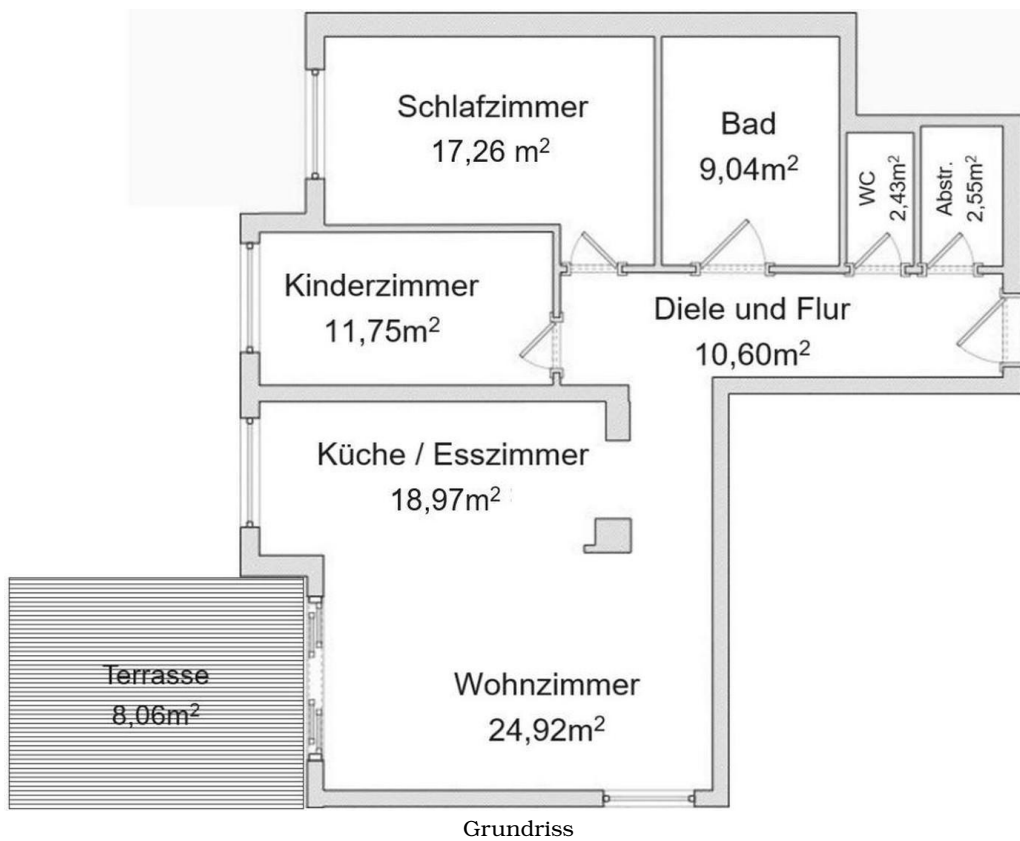 Schlafzimmer
17,26 m²
Bad
9,04m²
WC
2,43m²
Abstr.
2,55m²
Kinderzimmer
11,75m²
Diele und Flur
10,60m²
Küche / Esszimmer
18,97m²
Terrasse
8,06m²
Wohnzimmer
24,92m²
Grundriss